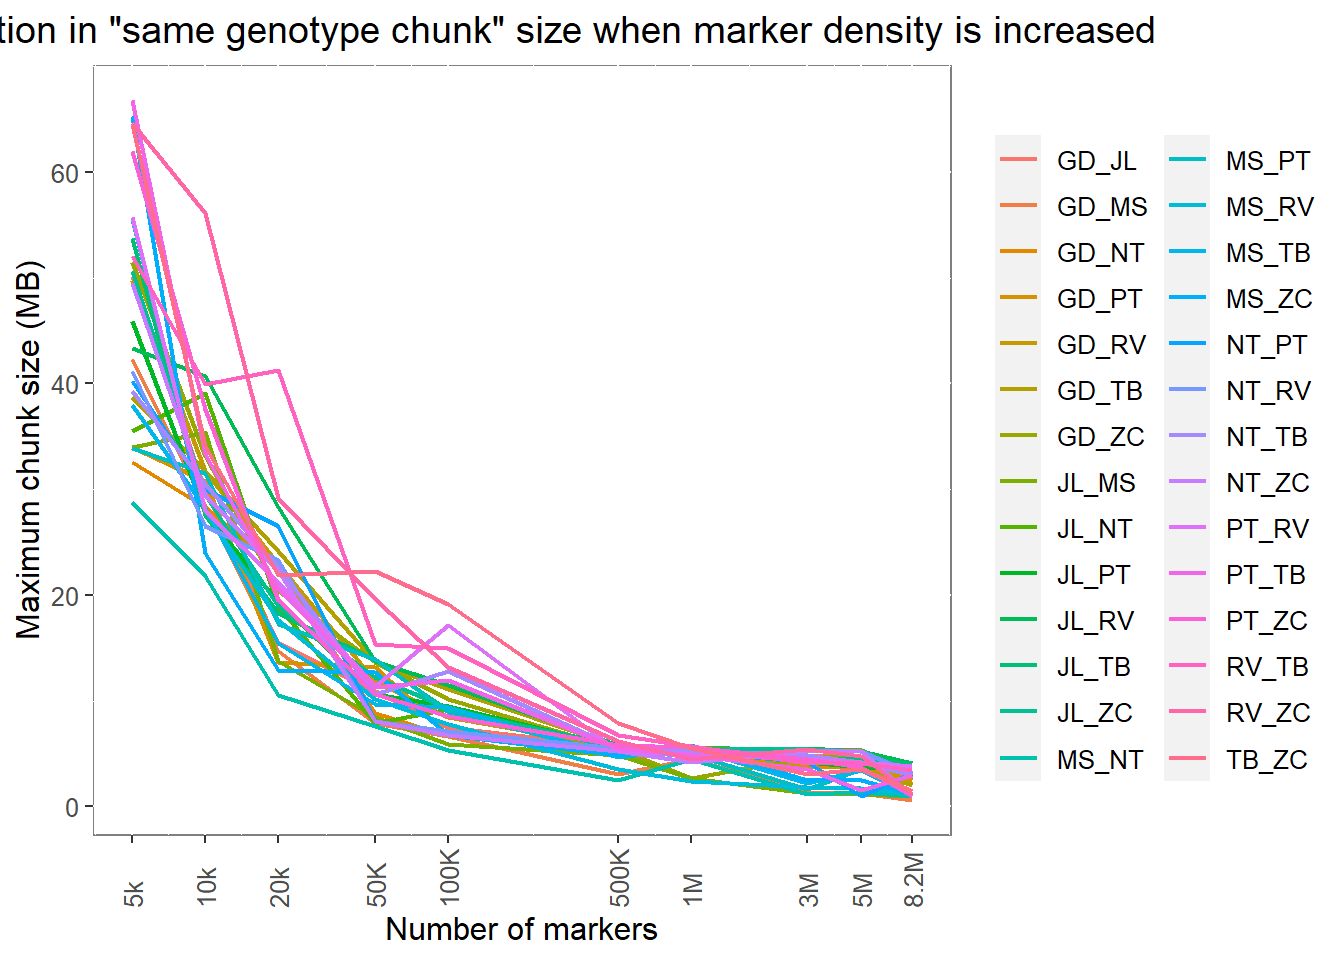 tion in "same genotype chunk" size when marker density is increased
Maximum chunk size (MB)
60
40
20
0
5k
10k
20k
50K
100K
500K
1M
3M
5M
8.2M
Number of markers
GD_JL
GD_MS
GD_NT
GD_PT
GD_RV
GD_TB
GD_ZC
JL_MS
JL_NT
JL_PT
JL_RV
JL_TB
JL_ZC
MS_NT
MS_PT
MS_RV
MS_TB
MS_ZC
NT_PT
NT_RV
NT_TB
NT_ZC
PT_RV
PT_TB
PT_ZC
RV_TB
RV_ZC
TB_ZC